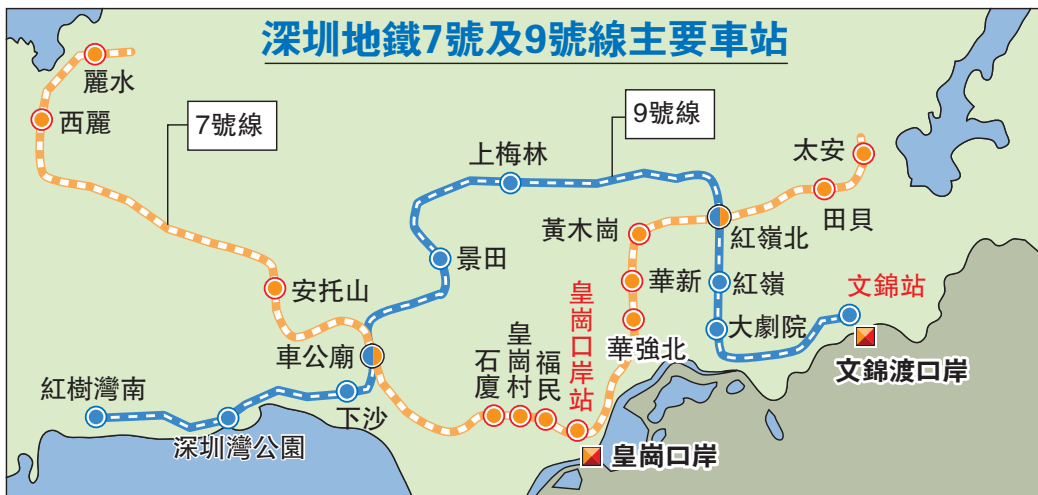 深圳地鐵7號及9號線主要車站
麗水
西麗
7號線
9號線
上梅林
太安
田貝
黃木崗
紅嶺北
景田
安托山
華新
紅嶺
文錦站
皇崗口岸站
華強北
大劇院
車公廟
石廈
皇崗村
福民
文錦渡口岸
紅樹灣南
下沙
深圳灣公園
皇崗口岸